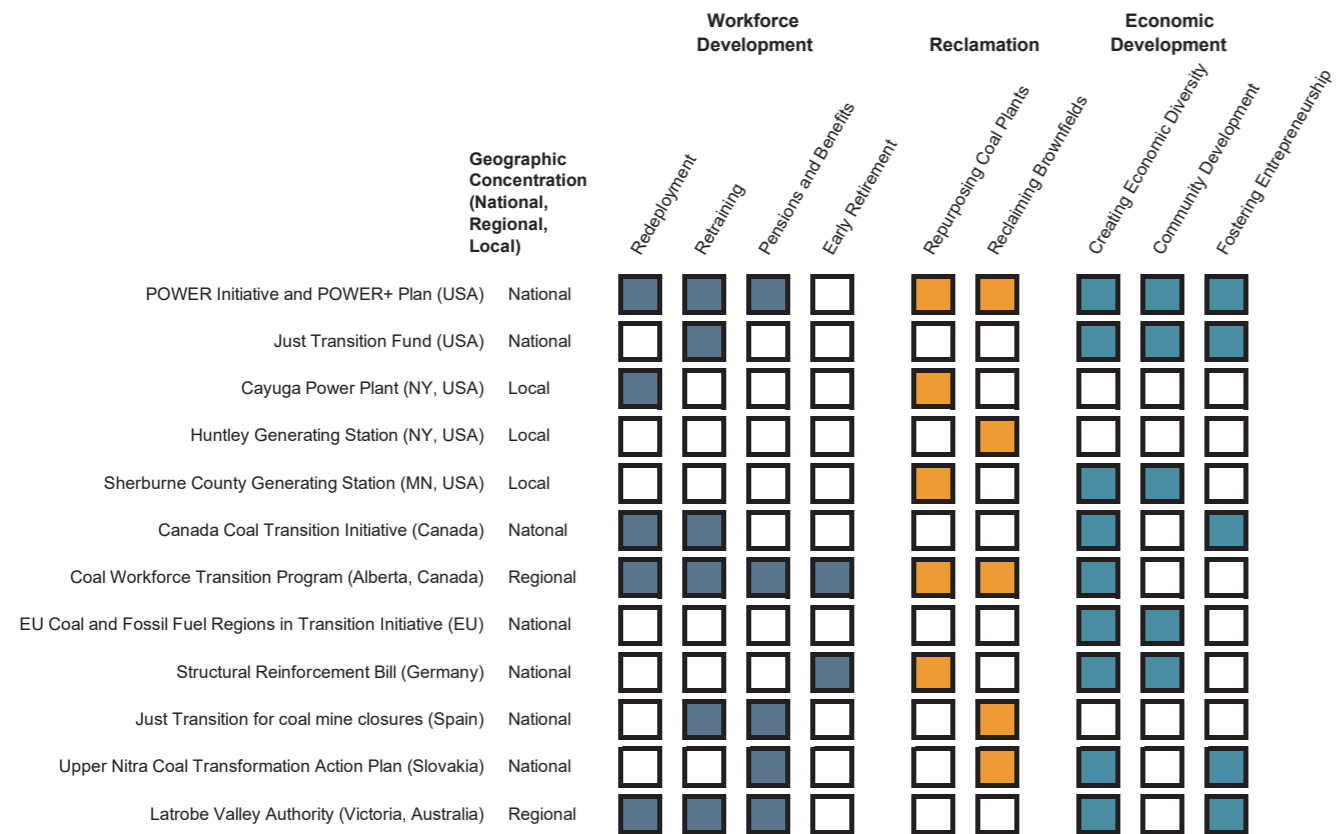 Workforce
Development
Reclamation
Economic
Development
Geographic
Concentration
(National,
Regional,
Local)
Redeployment
Retraining
Pensions and Benefits
Early Retirement
Repurposing Coal Plants
Reclaiming Brownfields
Creating Economic Diversity
Community Development
Fostering Entrepreneurship
POWER Initiative and POWER+ Plan (USA) National
Just Transition Fund (USA) National
Cayuga Power Plant (NY, USA) Local
Huntley Generating Station (NY, USA) Local
Sherburne County Generating Station (MN, USA) Local
Canada Coal Transition Initiative (Canada) Natonal
Coal Workforce Transition Program (Alberta, Canada) Regional
EU Coal and Fossil Fuel Regions in Transition Initiative (EU) National
Structural Reinforcement Bill (Germany) National
Just Transition for coal mine closures (Spain) National
Upper Nitra Coal Transformation Action Plan (Slovakia) National
Latrobe Valley Authority (Victoria, Australia) Regional